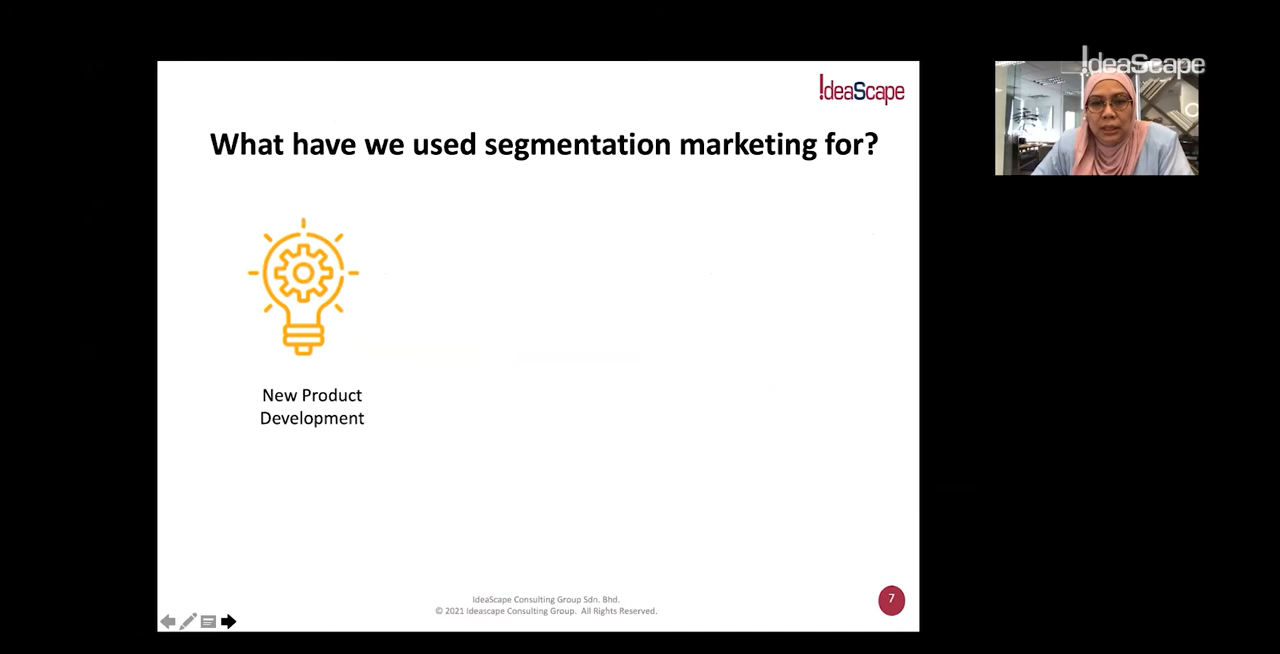 !deaScape
!deaScape
What have we used segmentation marketing for?
New Product
Development
IdeaScape Consulting Group Sdn. Bhd.
© 2021 Ideascape Consulting Group. All Rights Reserved.
7